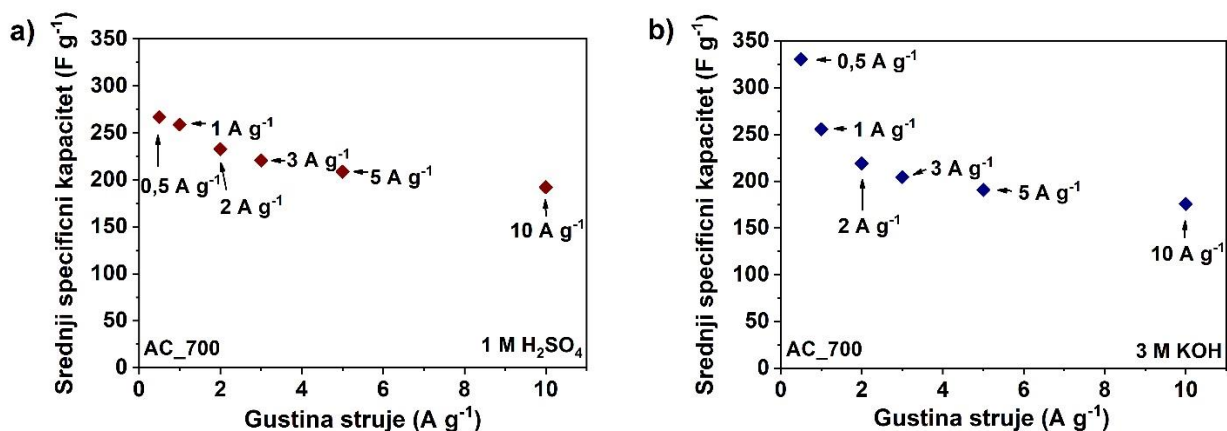 a)
Srednji specificni kapacitet (F g⁻¹)
350
300
250
200
150
100
50
0
0,5 A g⁻¹
1 A g⁻¹
2 A g⁻¹
3 A g⁻¹
5 A g⁻¹
10 A g⁻¹
AC_700
1 M H₂SO₄
0 2 4 6 8 10
Gustina struje (A g⁻¹)
b)
Srednji specificni kapacitet (F g⁻¹)
350
300
250
200
150
100
50
0
0,5 A g⁻¹
1 A g⁻¹
2 A g⁻¹
3 A g⁻¹
5 A g⁻¹
10 A g⁻¹
AC_700
3 M KOH
0 2 4 6 8 10
Gustina struje (A g⁻¹)